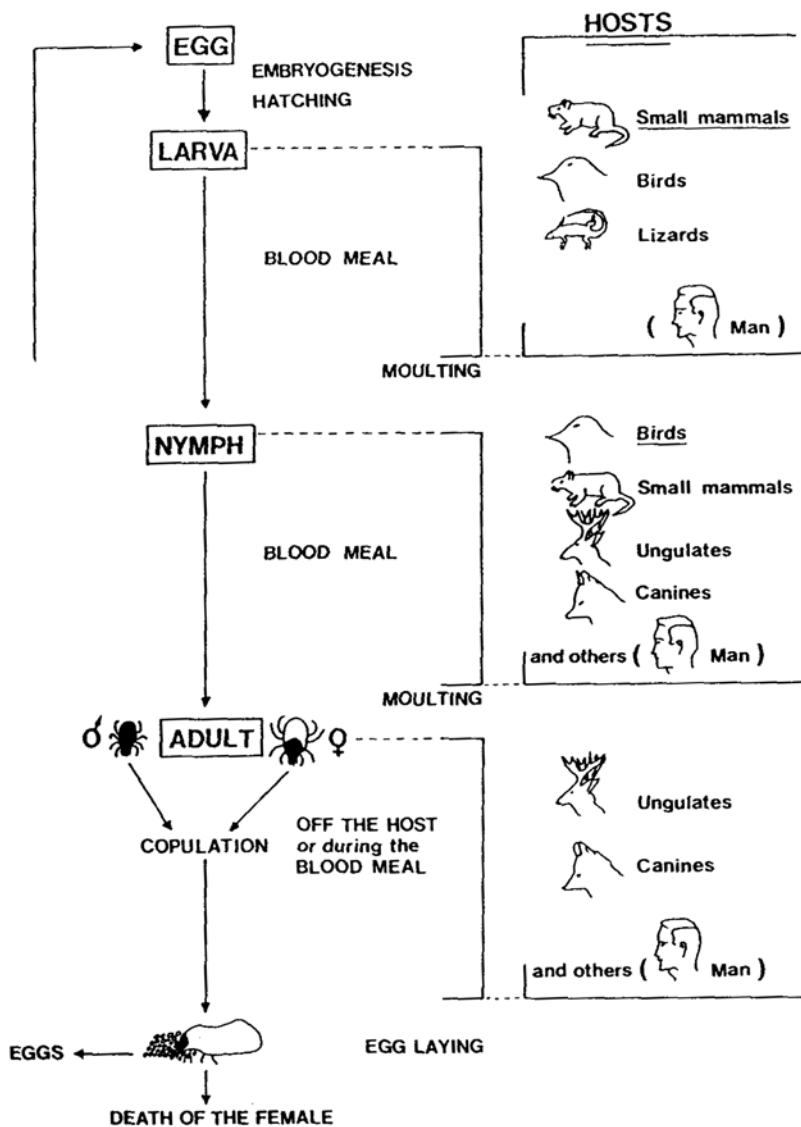 HOSTS
EGG
EMBRYOGENESIS
HATCHING
Small mammals
LARVA
Birds
Lizards
BLOOD MEAL
( Man )
MOULTING
NYMPH
Birds
Small mammals
BLOOD MEAL
Ungulates
Canines
and others ( Man )
MOULTING
♂ ADULT ♀
Ungulates
COPULATION
OFF THE HOST
or during the
BLOOD MEAL
Canines
and others ( Man )
EGGS
EGG LAYING
DEATH OF THE FEMALE